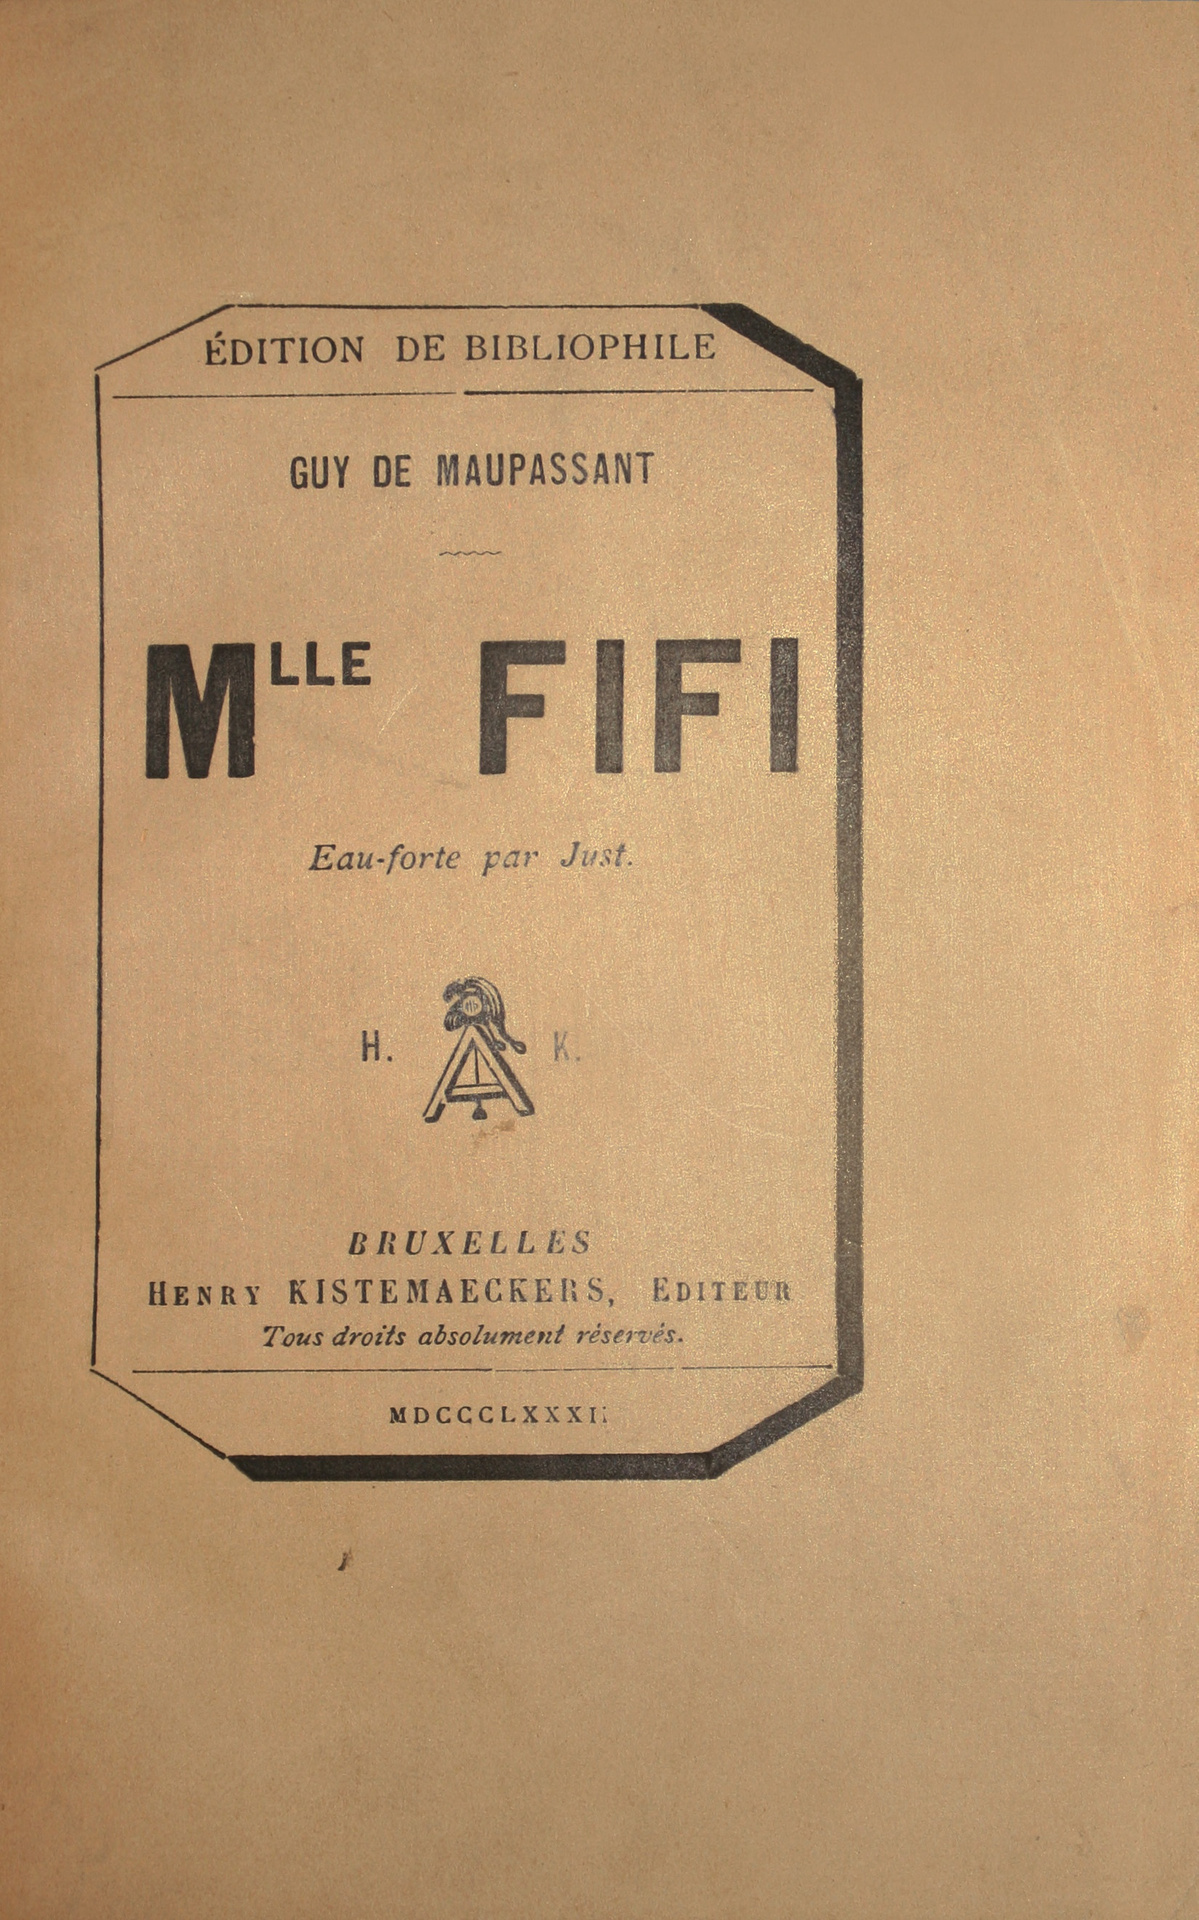 ÉDITION DE BIBLIOPHILE
GUY DE MAUPASSANT
MLLE FIFI
Eau-forte par Just.
H. K.
BRUXELLES
HENRY KISTEMAECKERS, EDITEUR
Tous droits absolument réservés.
MDCCCLXXXII